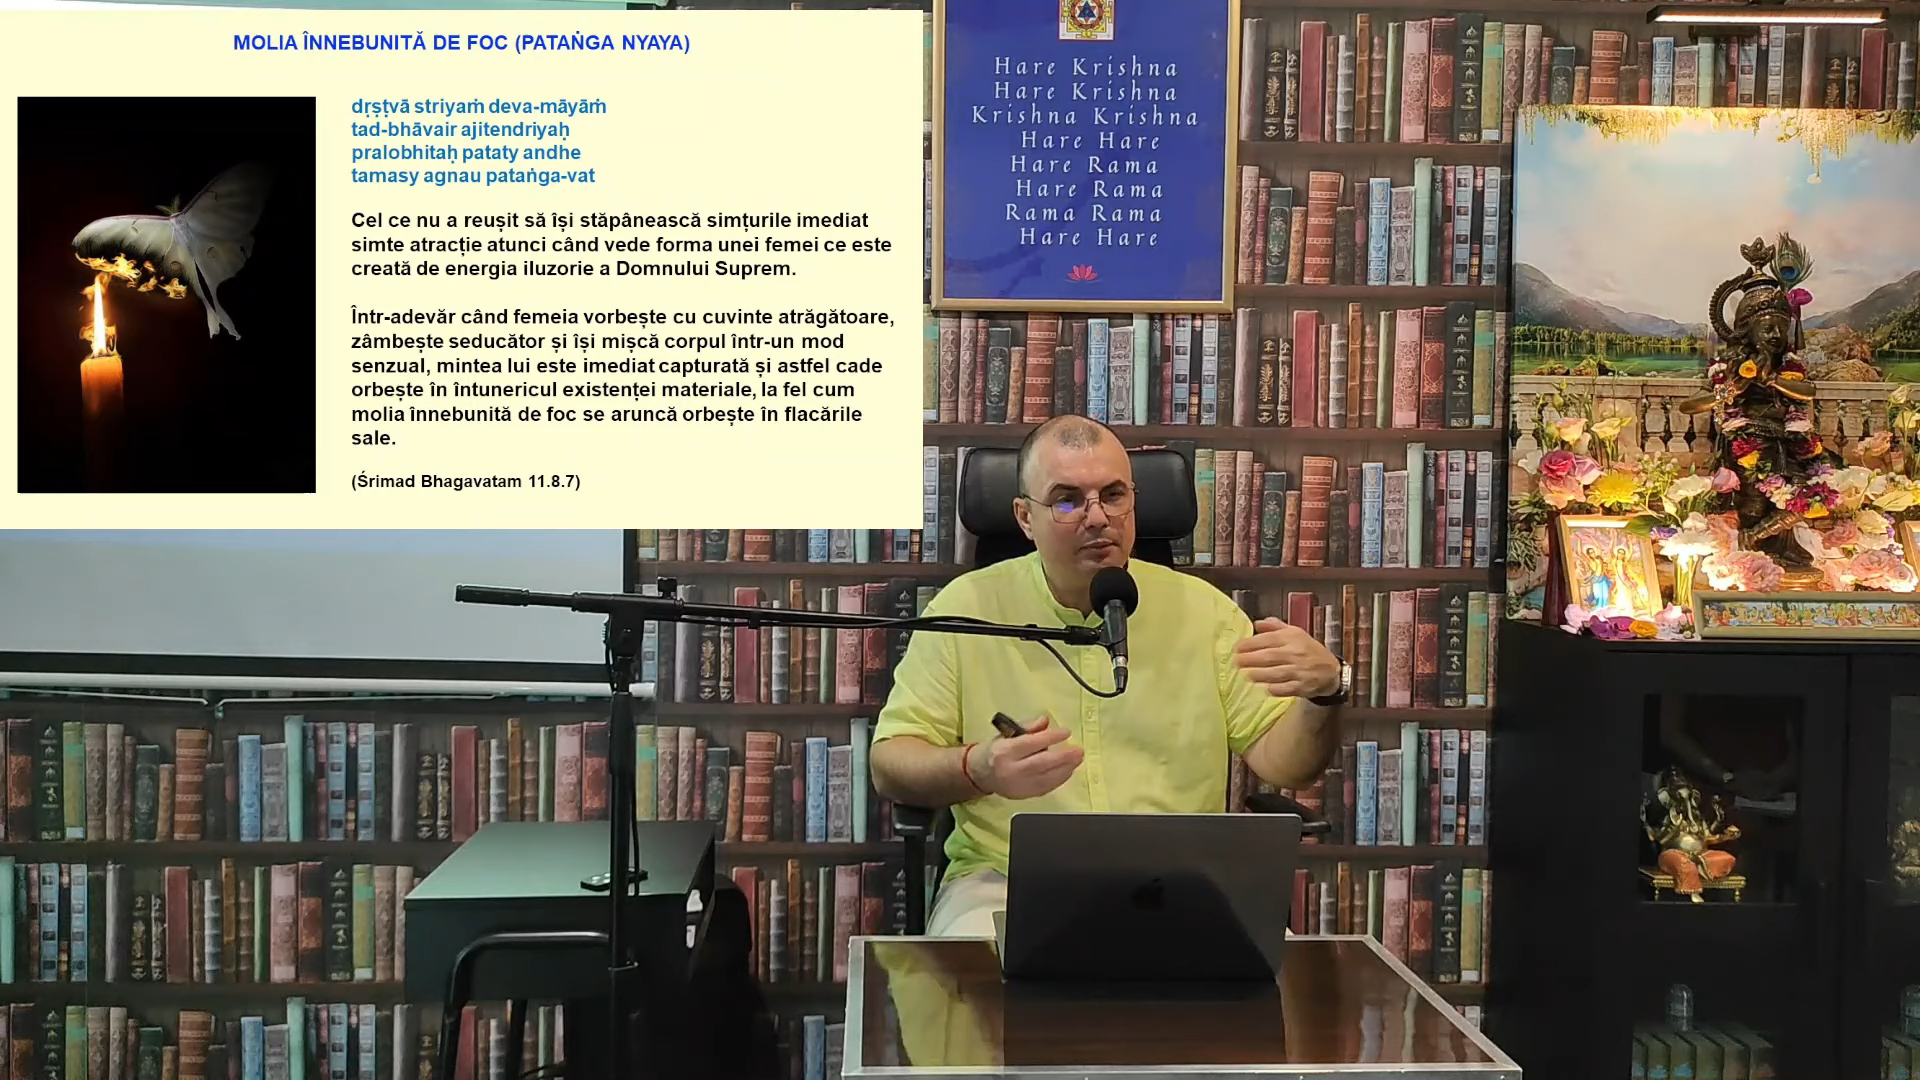 MOLIA ÎNNEBUNITĂ DE FOC (PATAṄGA NYAYA)
dṛṣṭvā striyaṁ deva-māyāṁ
tad-bhāvair ajitendriyaḥ
pralobhitaḥ pataty andhe
tamasy agnau pataṅga-vat
Cel ce nu a reușit să își stăpânească simțurile imediat
simte atracție atunci când vede forma unei femei ce este
creată de energia iluzorie a Domnului Suprem.
Într-adevăr când femeia vorbește cu cuvinte atrăgătoare,
zâmbește seducător și își mișcă corpul într-un mod
senzual, mintea lui este imediat capturată și astfel cade
orbește în întunericul existenței materiale, la fel cum
molia înnebunită de foc se aruncă orbește în flacările
sale.
(Śrimad Bhagavatam 11.8.7)
Hare Krishna
Hare Krishna
Krishna Krishna
Hare Hare
Hare Rama
Hare Rama
Rama Rama
Hare Hare